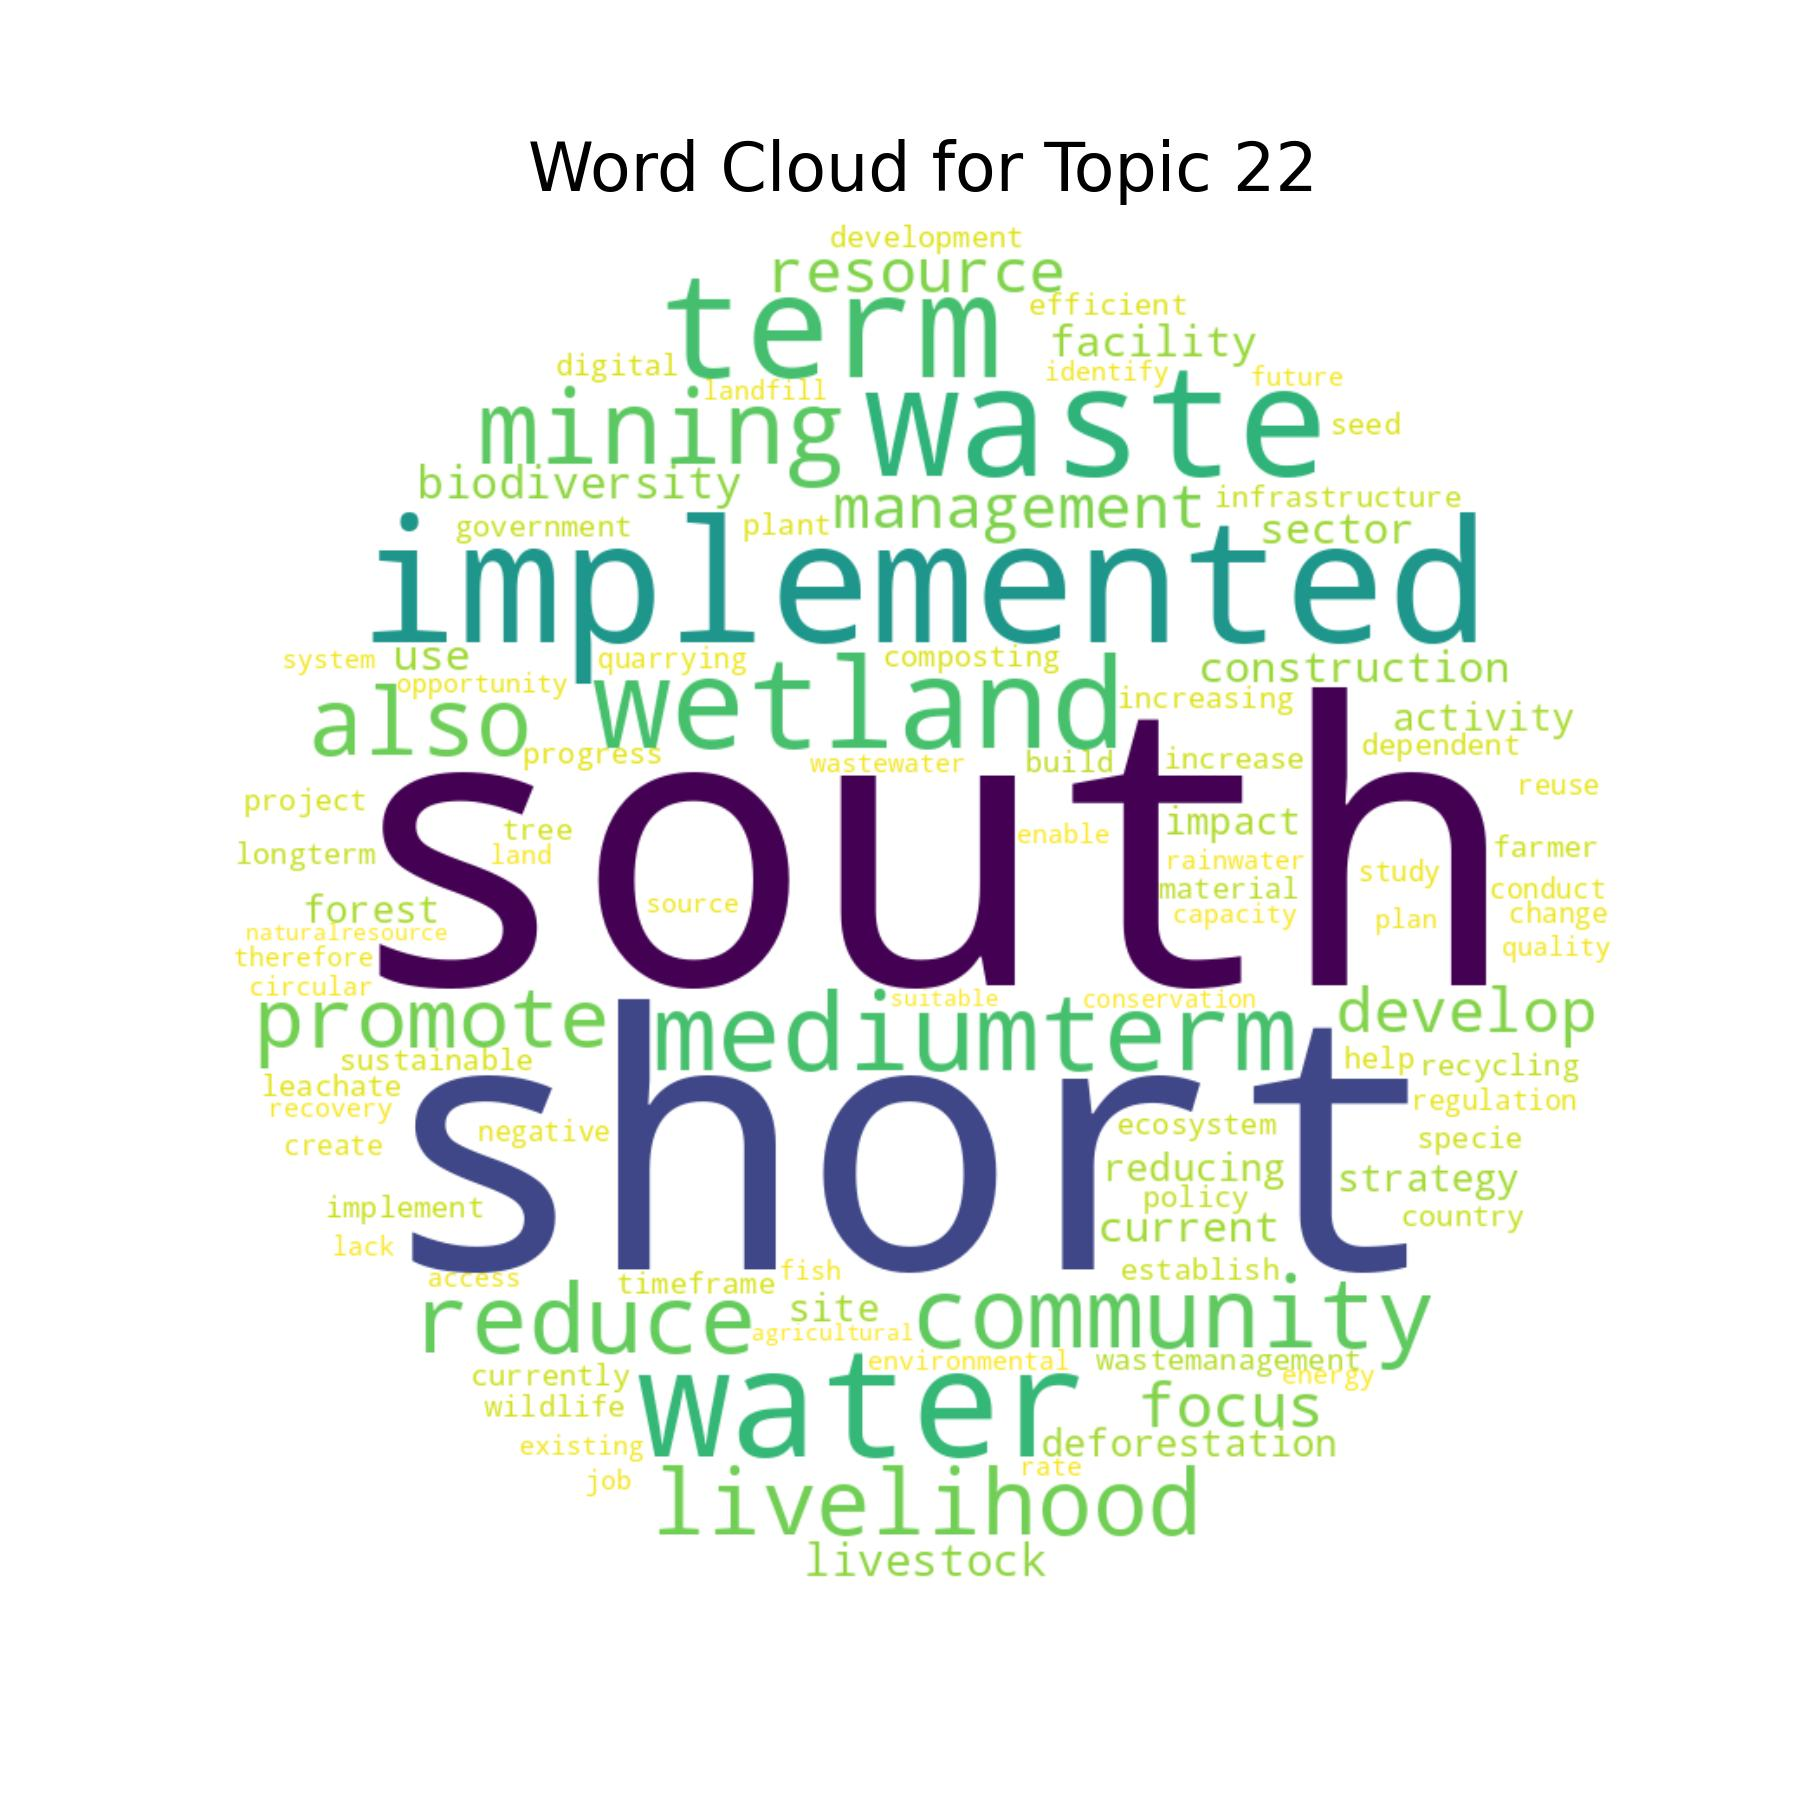 Word Cloud for Topic 22
development
resource
term efficient
facility
digital identify future
landfill
mining waste seed
biodiversity
management infrastructure
government plant sector
implemented
system use quarrying composting construction
opportunity
also wetland increasing
activity
progress wastewater build increase dependent
reuse
project
south
tree enable impact
longterm land rainwater farmer
study
source material conduct
forest capacity plan change
naturalresource
therefore quality
circular suitable conservation
promote mediumterm develop
sustainable help recycling
leachate
recovery regulation
short
create negative ecosystem specie
reducing strategy
implement policy
current country
lack
access timeframe fish establish
reduce site community
agricultural
environmental wastemanagement
currently energy
wildlife water focus
existing deforestation
job rate
livelihood
livestock